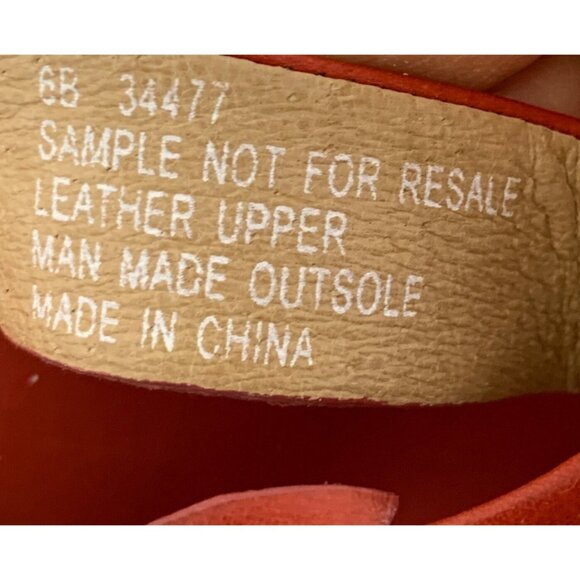 6B 34477
SAMPLE NOT FOR RESALE
LEATHER UPPER
MAN MADE OUTSOLE
MADE IN CHINA